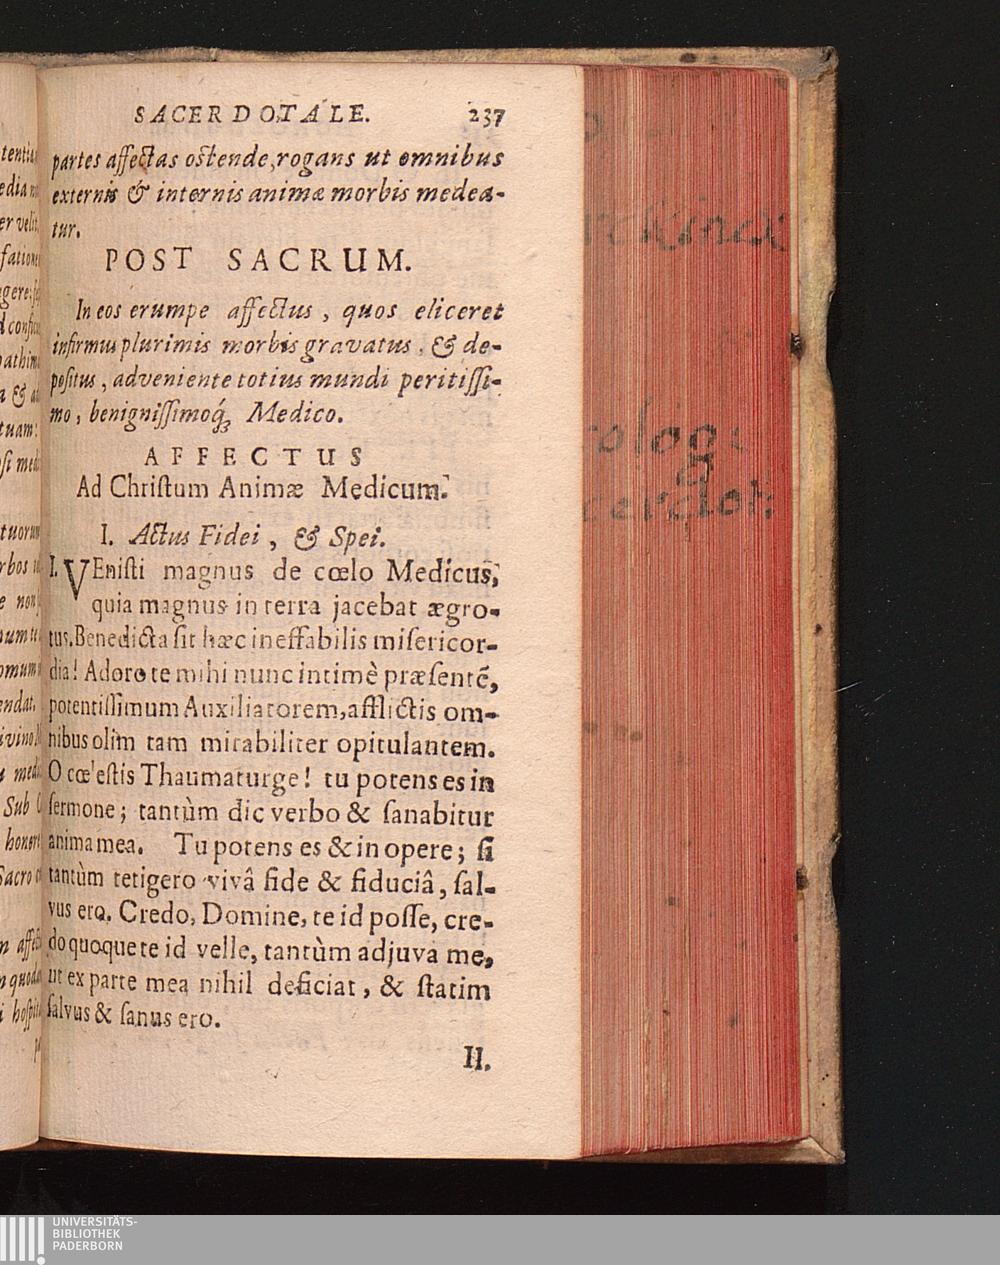 SACERDOTALE. 237
partes affectas ostende, rogans ut omnibus
externis & internis animæ morbis medea-
tur.
POST SACRUM.
In eos erumpe affectus, quos eliceret
infirmus plurimis morbis gravatus, & de-
positus, adveniente totius mundi peritissi-
mo, benignissimoq́; Medico.
AFFECTUS
Ad Christum Animæ Medicum.
I. Actus Fidei, & Spei.
I. VEnisti magnus de cœlo Medicus,
quia magnus in terra jacebat ægro-
tus. Benedicta sit hæc ineffabilis misericor-
dia! Adoro te mihi nunc intimè præsentẽ,
potentissimum Auxiliatorem, afflictis om-
nibus olim tam mirabiliter opitulantem.
O cœlestis Thaumaturge! tu potens es in
sermone; tantùm dic verbo & sanabitur
anima mea. Tu potens es & in opere; si
tantùm tetigero vivâ fide & fiduciâ, sal-
vus ero. Credo, Domine, te id posse, cre-
do quoque te id velle, tantùm adjuva me,
ut ex parte mea nihil deficiat, & statim
salvus & sanus ero.
II.
UNIVERSITÄTS-
BIBLIOTHEK
PADERBORN